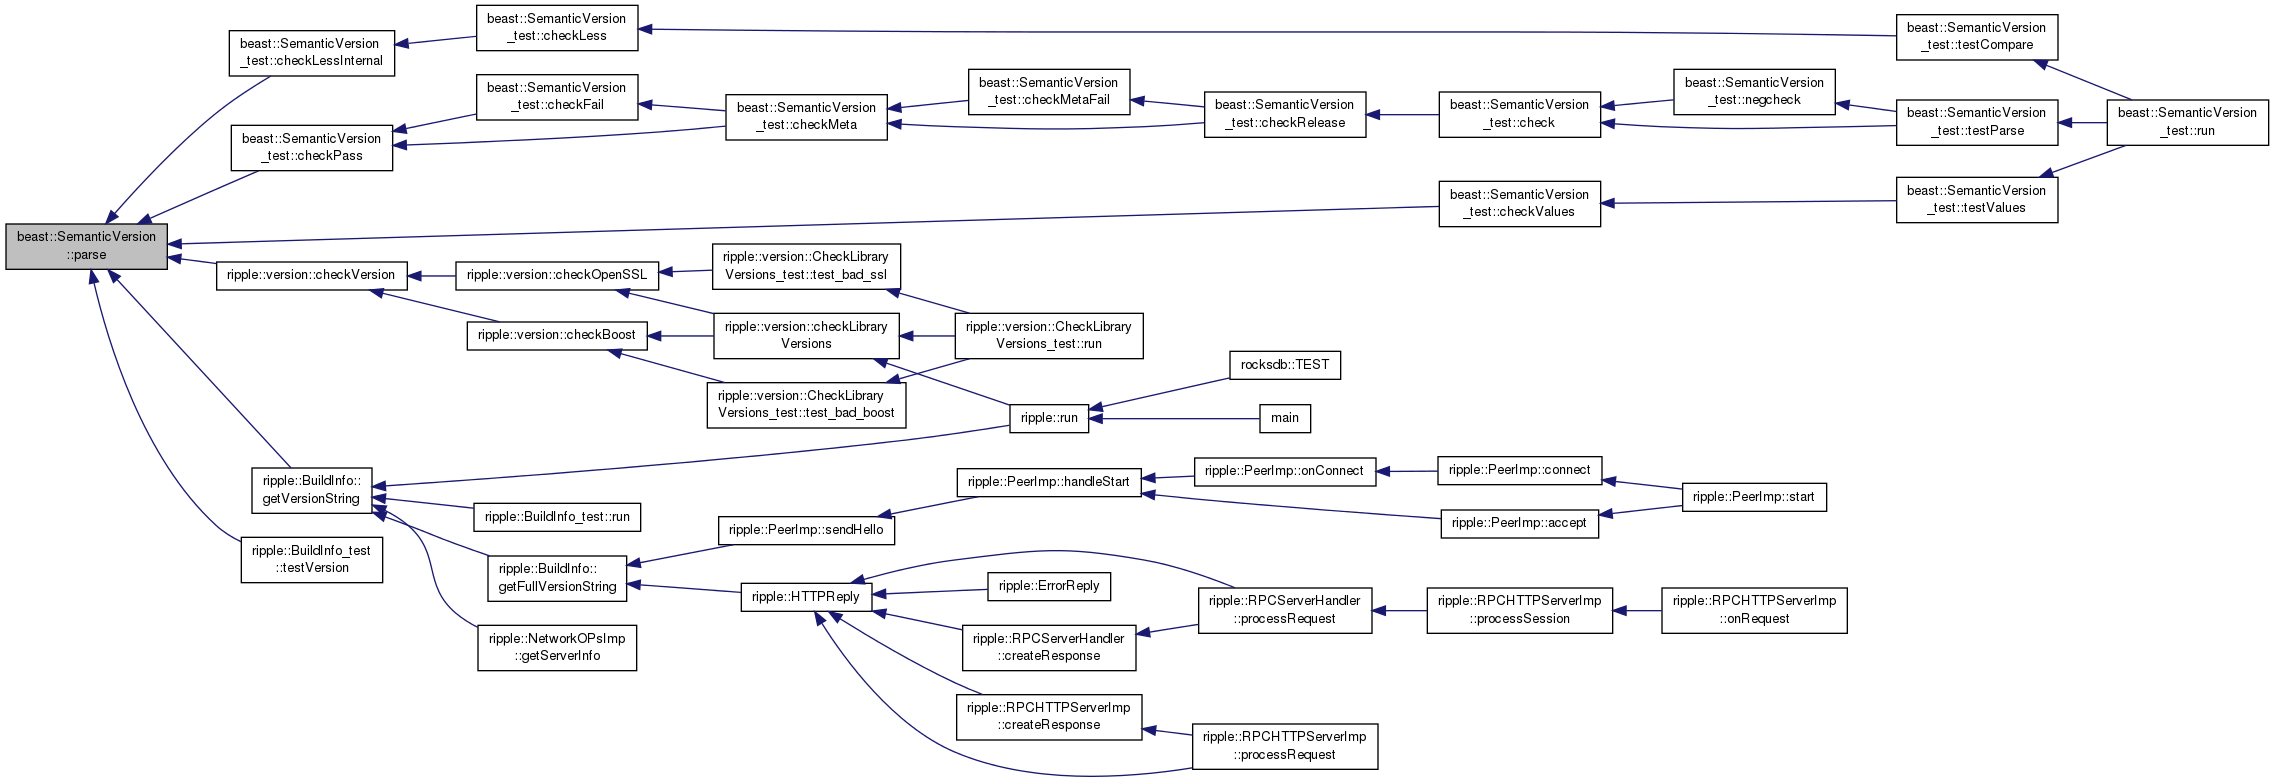 beast::SemanticVersion
::parse
beast::SemanticVersion
_test::checkLessInternal
beast::SemanticVersion
_test::checkLess
beast::SemanticVersion
_test::testCompare
beast::SemanticVersion
_test::run
beast::SemanticVersion
_test::checkPass
beast::SemanticVersion
_test::checkFail
beast::SemanticVersion
_test::checkMeta
beast::SemanticVersion
_test::checkMetaFail
beast::SemanticVersion
_test::checkRelease
beast::SemanticVersion
_test::check
beast::SemanticVersion
_test::negcheck
beast::SemanticVersion
_test::testParse
beast::SemanticVersion
_test::checkValues
beast::SemanticVersion
_test::testValues
ripple::version::checkVersion
ripple::version::checkOpenSSL
ripple::version::CheckLibrary
Versions_test::test_bad_ssl
ripple::version::checkBoost
ripple::version::checkLibrary
Versions
ripple::version::CheckLibrary
Versions_test::run
ripple::version::CheckLibrary
Versions_test::test_bad_boost
ripple::run
rocksdb::TEST
main
ripple::BuildInfo::
getVersionString
ripple::BuildInfo_test::run
ripple::BuildInfo_test
::testVersion
ripple::BuildInfo::
getFullVersionString
ripple::NetworkOPsImp
::getServerInfo
ripple::PeerImp::sendHello
ripple::PeerImp::handleStart
ripple::PeerImp::onConnect
ripple::PeerImp::connect
ripple::PeerImp::accept
ripple::PeerImp::start
ripple::HTTPReply
ripple::ErrorReply
ripple::RPCServerHandler
::createResponse
ripple::RPCServerHandler
::processRequest
ripple::RPCHTTPServerImp
::processSession
ripple::RPCHTTPServerImp
::onRequest
ripple::RPCHTTPServerImp
::createResponse
ripple::RPCHTTPServerImp
::processRequest